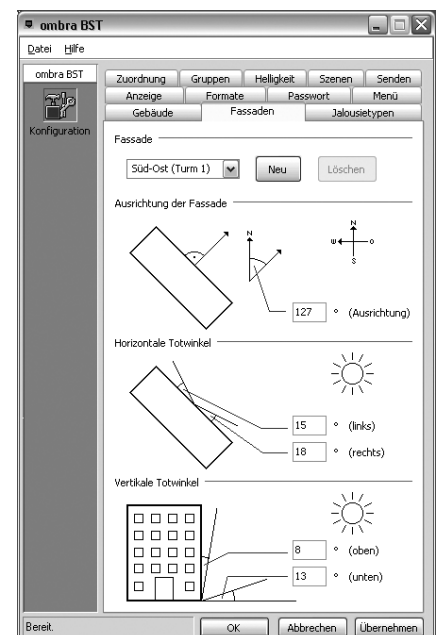 ombra BST
Datei Hilfe
ombra BST
Konfiguration
Zuordnung Gruppen Helligkeit Szenen Senden
Anzeige Formate Passwort Menü
Gebäude Fassaden Jalousietypen
Fassade
Süd-Ost (Turm 1) Neu Löschen
Ausrichtung der Fassade
N
N
W O
S
127 ° (Ausrichtung)
Horizontale Totwinkel
15 ° (links)
18 ° (rechts)
Vertikale Totwinkel
8 ° (oben)
13 ° (unten)
Bereit. OK Abbrechen Übernehmen